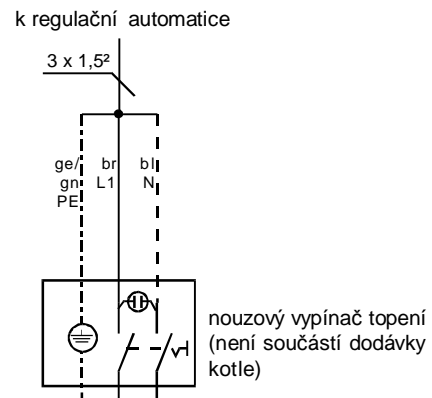 k regulační automatice
3 x 1,5²
ge/ br bl
gn L1 N
PE
nouzový vypínač topení
(není součástí dodávky
kotle)